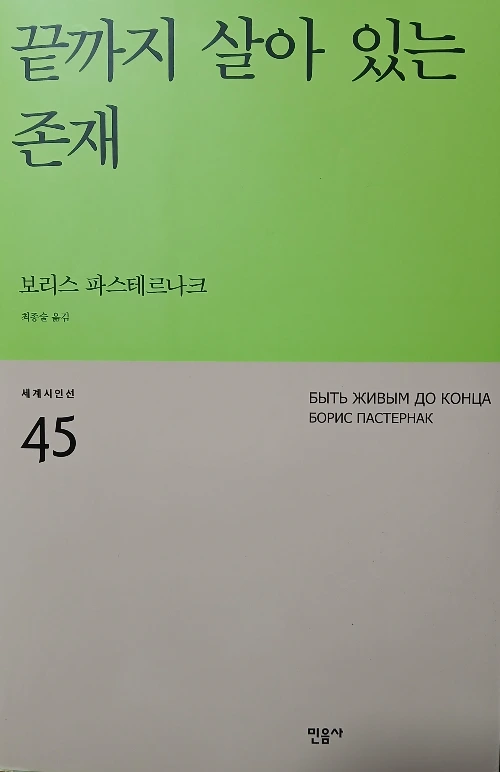 끝까지 살아 있는
존재
보리스 파스테르나크
최종술 옮김
세계시인선
45
БЫТЬ ЖИВЫМ ДО КОНЦА
БОРИС ПАСТЕРНАК
민음사